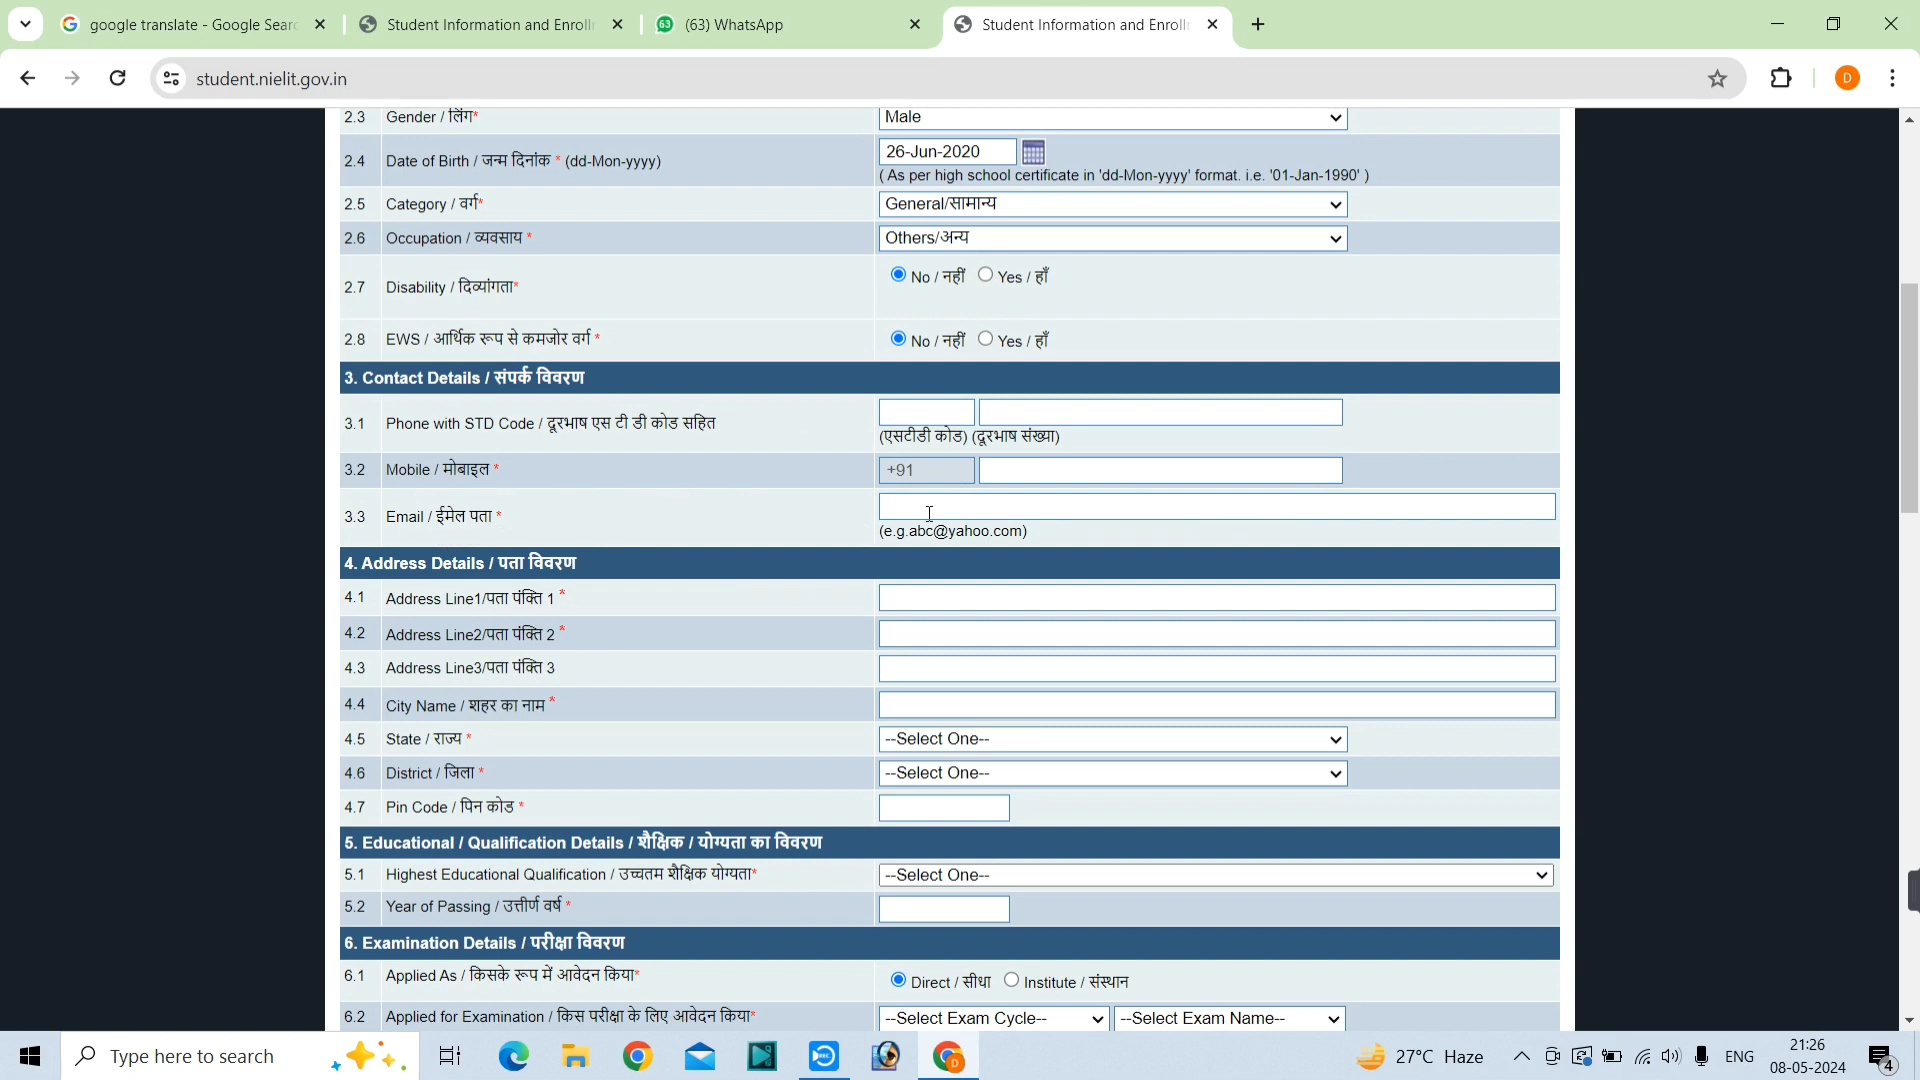 google translate - Google Searc
Student Information and Enrolln
63
(63) WhatsApp
Student Information and Enrolln
student.nielit.gov.in
D
2.3 Gender / लिंग* Male
2.4 Date of Birth / जन्म दिनांक * (dd-Mon-yyyy) 26-Jun-2020
( As per high school certificate in 'dd-Mon-yyyy' format. i.e. '01-Jan-1990' )
2.5 Category / वर्ग* General/सामान्य
2.6 Occupation / व्यवसाय * Others/अन्य
2.7 Disability / दिव्यांगता* No / नहीं Yes / हाँ
2.8 EWS / आर्थिक रूप से कमजोर वर्ग * No / नहीं Yes / हाँ
3. Contact Details / संपर्क विवरण
3.1 Phone with STD Code / दूरभाष एस टी डी कोड सहित
(एसटीडी कोड) (दूरभाष संख्या)
3.2 Mobile / मोबाइल * +91
3.3 Email / ईमेल पता *
(e.g.abc@yahoo.com)
4. Address Details / पता विवरण
4.1 Address Line1/पता पंक्ति 1 *
4.2 Address Line2/पता पंक्ति 2 *
4.3 Address Line3/पता पंक्ति 3
4.4 City Name / शहर का नाम *
4.5 State / राज्य * --Select One--
4.6 District / जिला * --Select One--
4.7 Pin Code / पिन कोड *
5. Educational / Qualification Details / शैक्षिक / योग्यता का विवरण
5.1 Highest Educational Qualification / उच्चतम शैक्षिक योग्यता* --Select One--
5.2 Year of Passing / उत्तीर्ण वर्ष *
6. Examination Details / परीक्षा विवरण
6.1 Applied As / किसके रूप में आवेदन किया* Direct / सीधा Institute / संस्थान
6.2 Applied for Examination / किस परीक्षा के लिए आवेदन किया* --Select Exam Cycle-- --Select Exam Name--
Type here to search
27°C Haze
ENG
21:26
08-05-2024
4